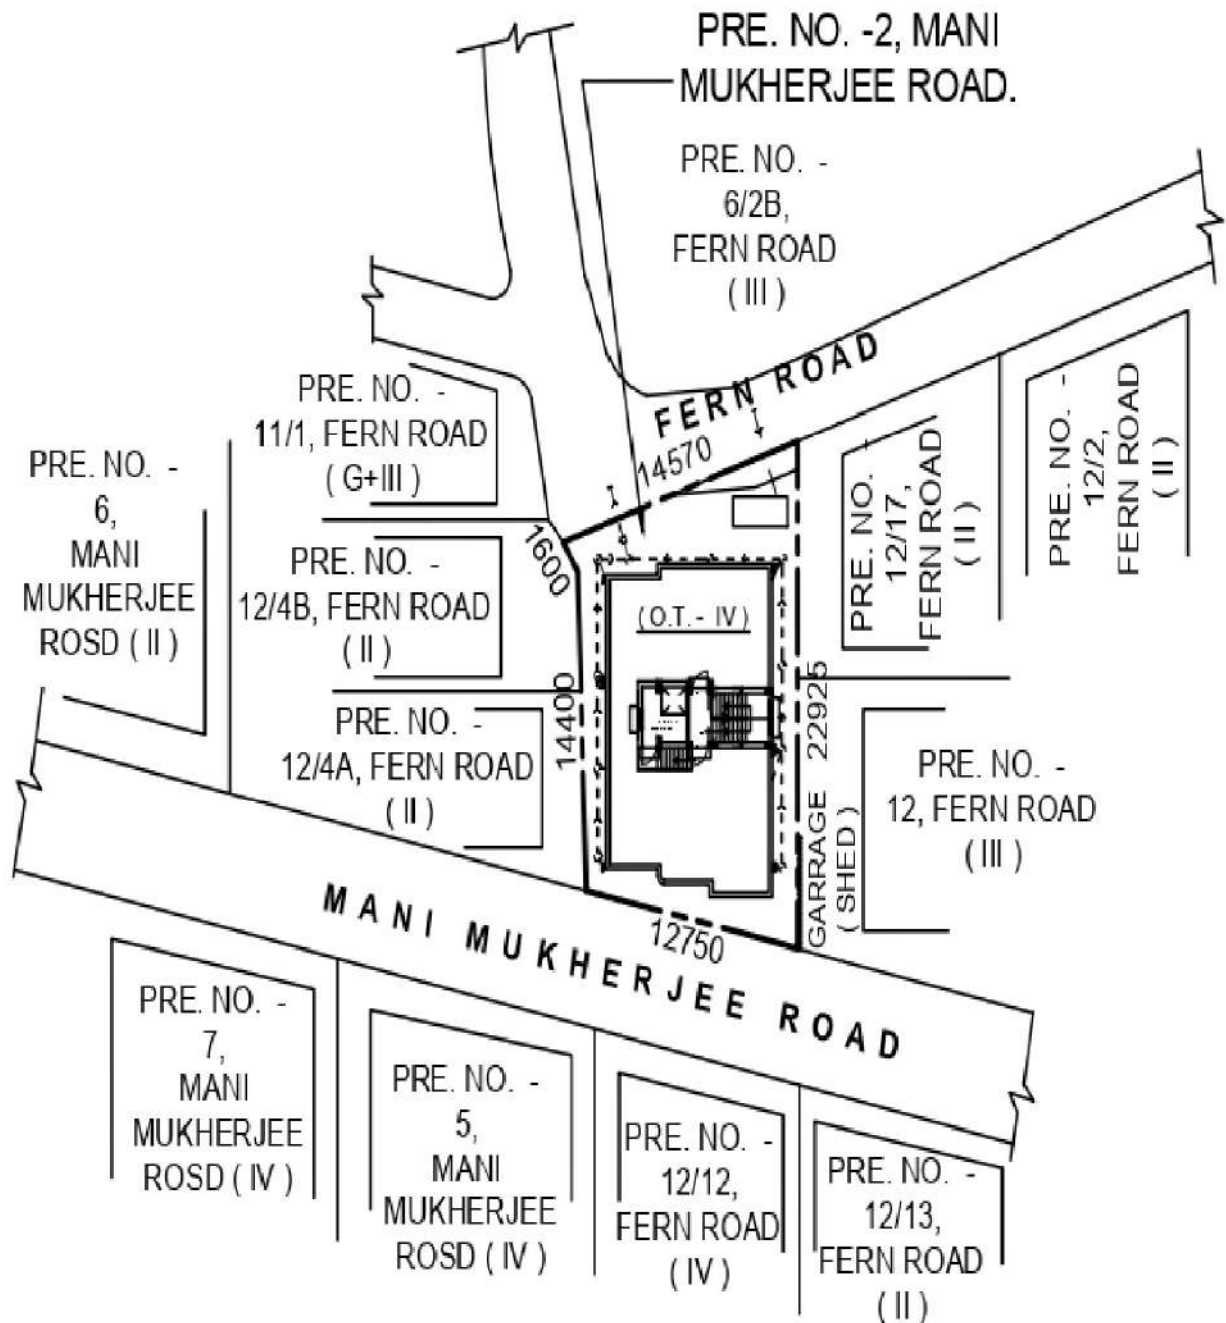 PRE. NO. -2, MANI
MUKHERJEE ROAD.
PRE. NO. -
6/2B,
FERN ROAD
( III )
FERN ROAD
14570
PRE. NO. -
11/1, FERN ROAD
( G+III )
PRE. NO. -
6,
MANI
MUKHERJEE
ROSD ( II )
1600
PRE. NO. -
12/4B, FERN ROAD
( II )
PRE. NO. -
12/4A, FERN ROAD
( II )
14400
( O.T. - IV )
22925
GARRAGE
( SHED )
PRE. NO. -
12/17,
FERN ROAD
( II )
PRE. NO. -
12/2,
FERN ROAD
( II )
PRE. NO. -
12, FERN ROAD
( III )
12750
MANI MUKHERJEE ROAD
PRE. NO. -
7,
MANI
MUKHERJEE
ROSD ( IV )
PRE. NO. -
5,
MANI
MUKHERJEE
ROSD ( IV )
PRE. NO. -
12/12,
FERN ROAD
( IV )
PRE. NO. -
12/13,
FERN ROAD
( II )